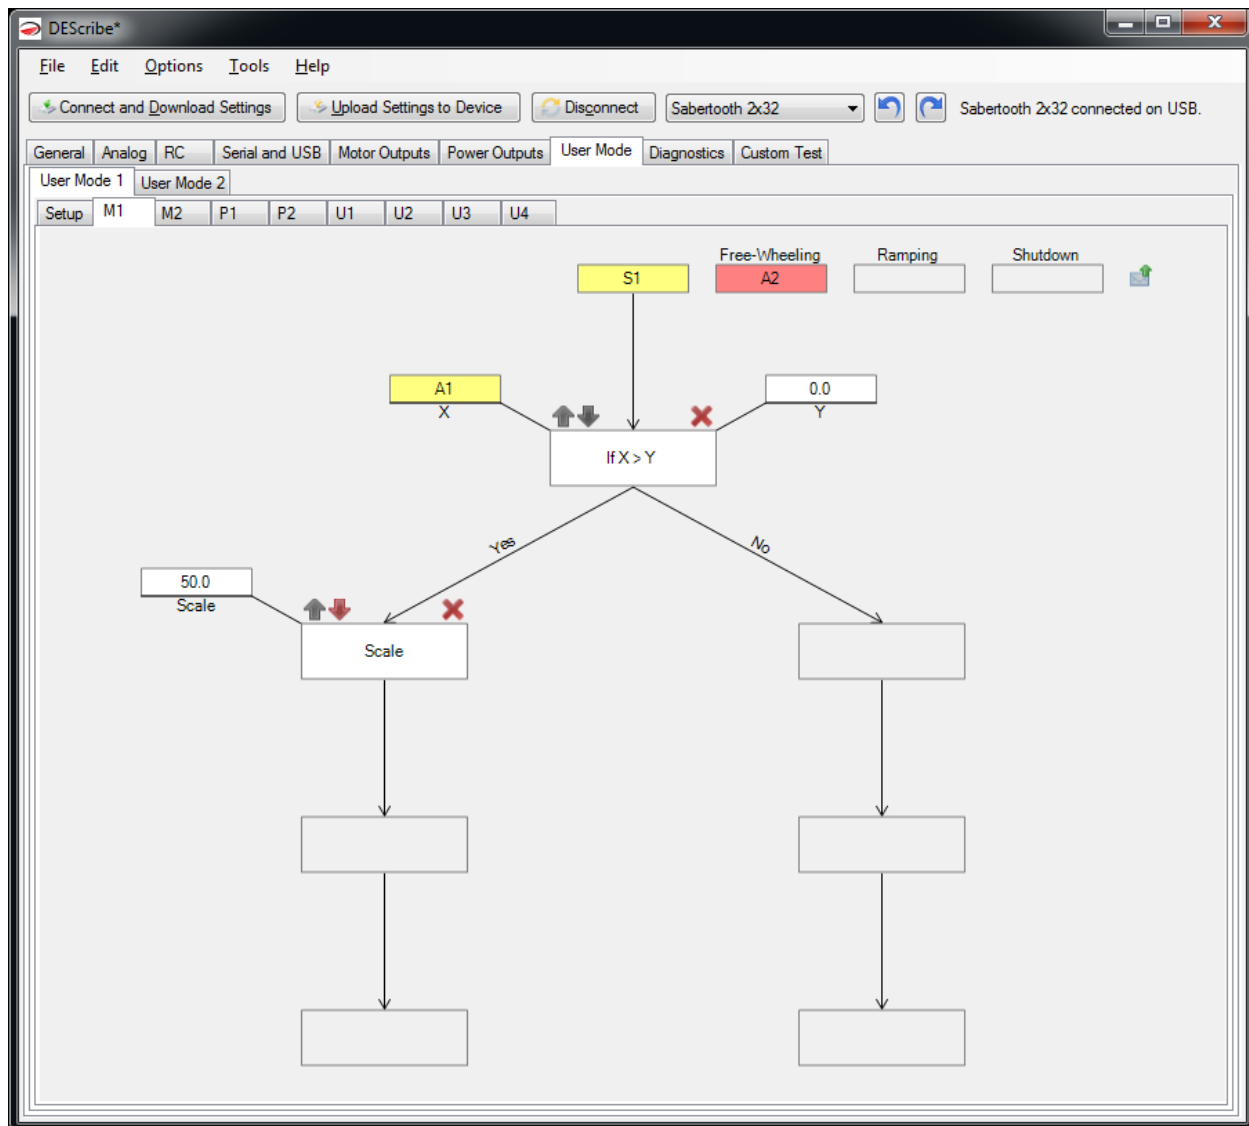 DEScribe*
File Edit Options Tools Help
Connect and Download Settings Upload Settings to Device Disconnect Sabertooth 2x32 Sabertooth 2x32 connected on USB.
General Analog RC Serial and USB Motor Outputs Power Outputs User Mode Diagnostics Custom Test
User Mode 1 User Mode 2
Setup M1 M2 P1 P2 U1 U2 U3 U4
Free-Wheeling Ramping Shutdown
S1 A2
A1 0.0
X Y
If X > Y
Yes No
50.0
Scale
Scale